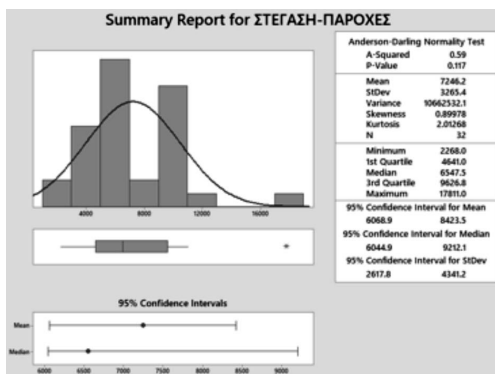 Summary Report for ΣΤΕΓΑΣΗ-ΠΑΡΟΧΕΣ
Anderson-Darling Normality Test
A-Squared 0.59
P-Value 0.117
Mean 7246.2
StDev 3265.4
Variance 10662532.1
Skewness 0.89978
Kurtosis 2.01268
N 32
Minimum 2268.0
1st Quartile 4641.0
Median 6547.5
3rd Quartile 9626.8
Maximum 17811.0
95% Confidence Interval for Mean
6068.9 8423.5
95% Confidence Interval for Median
6044.9 9212.1
95% Confidence Interval for StDev
2617.8 4341.2
4000 8000 12000 16000
95% Confidence Intervals
Mean
Median
6000 6500 7000 7500 8000 8500 9000